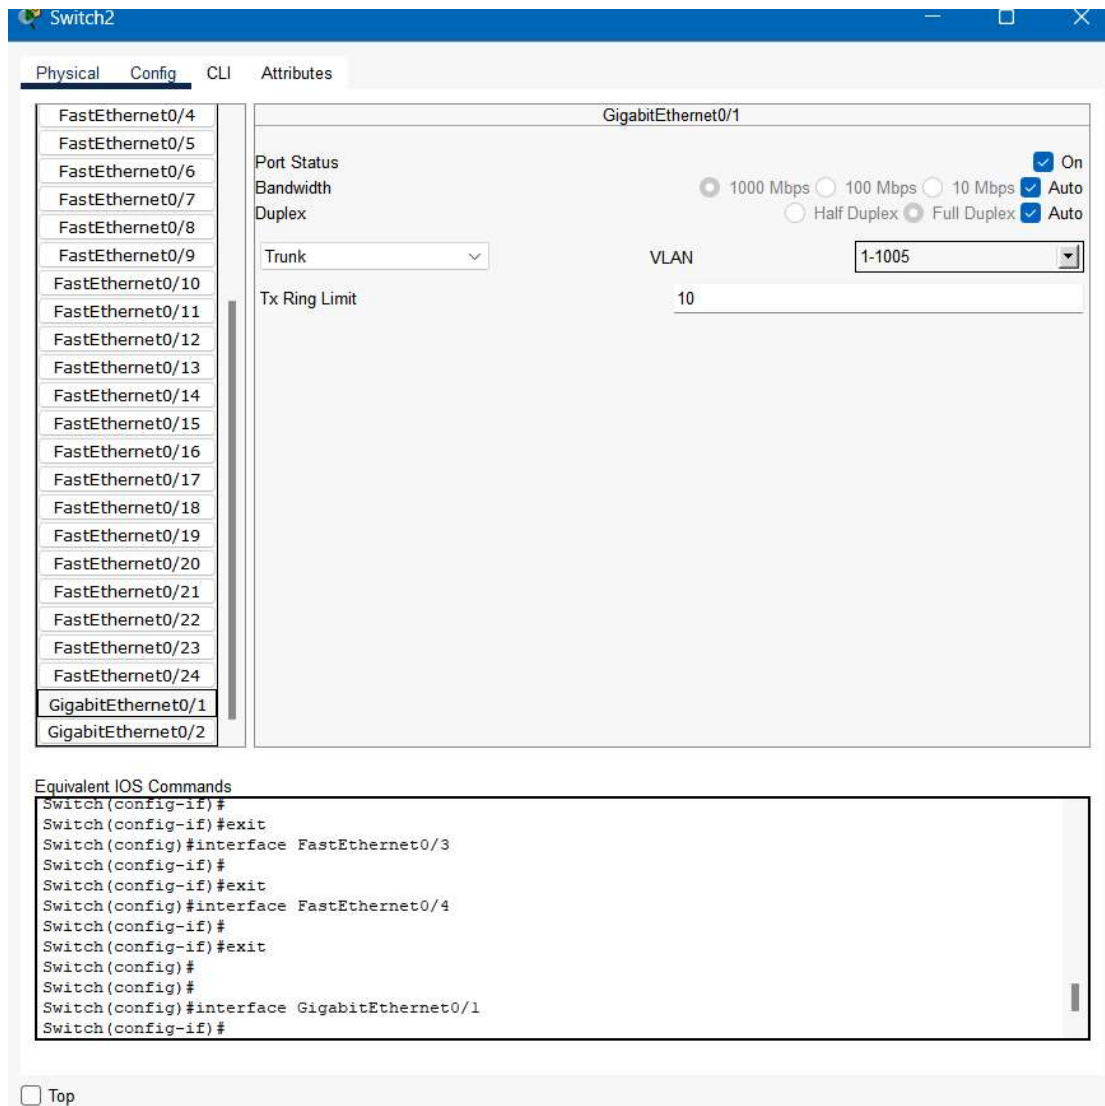 Switch2
Physical Config CLI Attributes
FastEthernet0/4
FastEthernet0/5
FastEthernet0/6
FastEthernet0/7
FastEthernet0/8
FastEthernet0/9
FastEthernet0/10
FastEthernet0/11
FastEthernet0/12
FastEthernet0/13
FastEthernet0/14
FastEthernet0/15
FastEthernet0/16
FastEthernet0/17
FastEthernet0/18
FastEthernet0/19
FastEthernet0/20
FastEthernet0/21
FastEthernet0/22
FastEthernet0/23
FastEthernet0/24
GigabitEthernet0/1
GigabitEthernet0/2
GigabitEthernet0/1
Port Status On
Bandwidth 1000 Mbps 100 Mbps 10 Mbps Auto
Duplex Half Duplex Full Duplex Auto
Trunk VLAN 1-1005
Tx Ring Limit 10
Equivalent IOS Commands
Switch(config-if)#
Switch(config-if)#exit
Switch(config)#interface FastEthernet0/3
Switch(config-if)#
Switch(config-if)#exit
Switch(config)#interface FastEthernet0/4
Switch(config-if)#
Switch(config-if)#exit
Switch(config)#
Switch(config)#
Switch(config)#interface GigabitEthernet0/1
Switch(config-if)#
Top